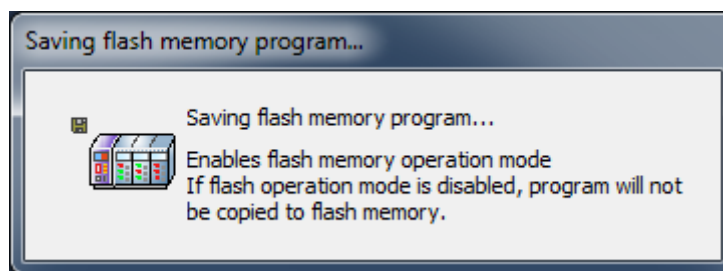 Saving flash memory program...
Saving flash memory program...
Enables flash memory operation mode
If flash operation mode is disabled, program will not
be copied to flash memory.